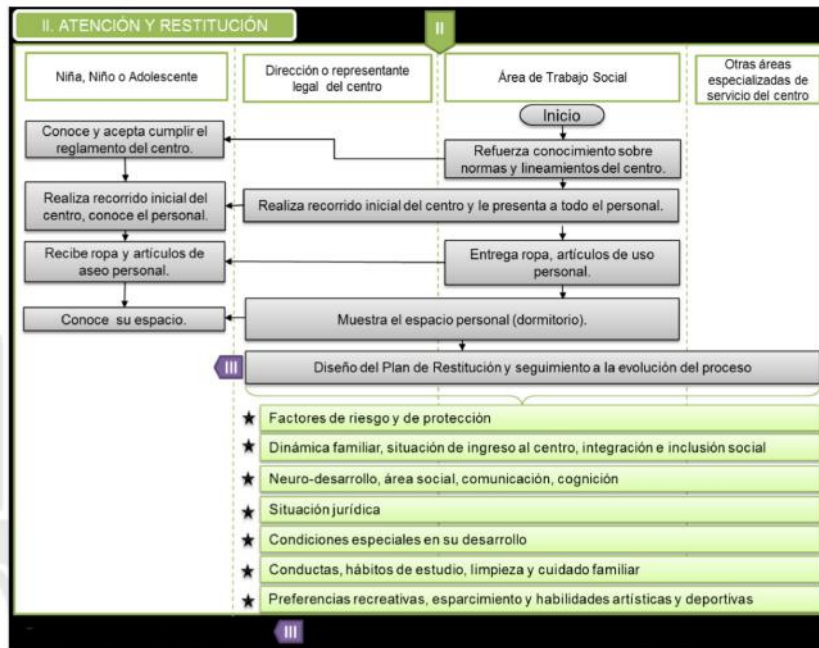 II. ATENCIÓN Y RESTITUCIÓN
II
Niña, Niño o Adolescente
Dirección o representante
legal del centro
Área de Trabajo Social
Otras áreas
especializadas de
servicio del centro
Inicio
Conoce y acepta cumplir el
reglamento del centro.
Refuerza conocimiento sobre
normas y lineamientos del centro.
Realiza recorrido inicial del
centro, conoce el personal.
Realiza recorrido inicial del centro y le presenta a todo el personal.
Recibe ropa y artículos de
aseo personal.
Entrega ropa, artículos de uso
personal.
Conoce su espacio.
Muestra el espacio personal (dormitorio).
III
Diseño del Plan de Restitución y seguimiento a la evolución del proceso
Factores de riesgo y de protección
Dinámica familiar, situación de ingreso al centro, integración e inclusión social
Neuro-desarrollo, área social, comunicación, cognición
Situación jurídica
Condiciones especiales en su desarrollo
Conductas, hábitos de estudio, limpieza y cuidado familiar
Preferencias recreativas, esparcimiento y habilidades artísticas y deportivas
III